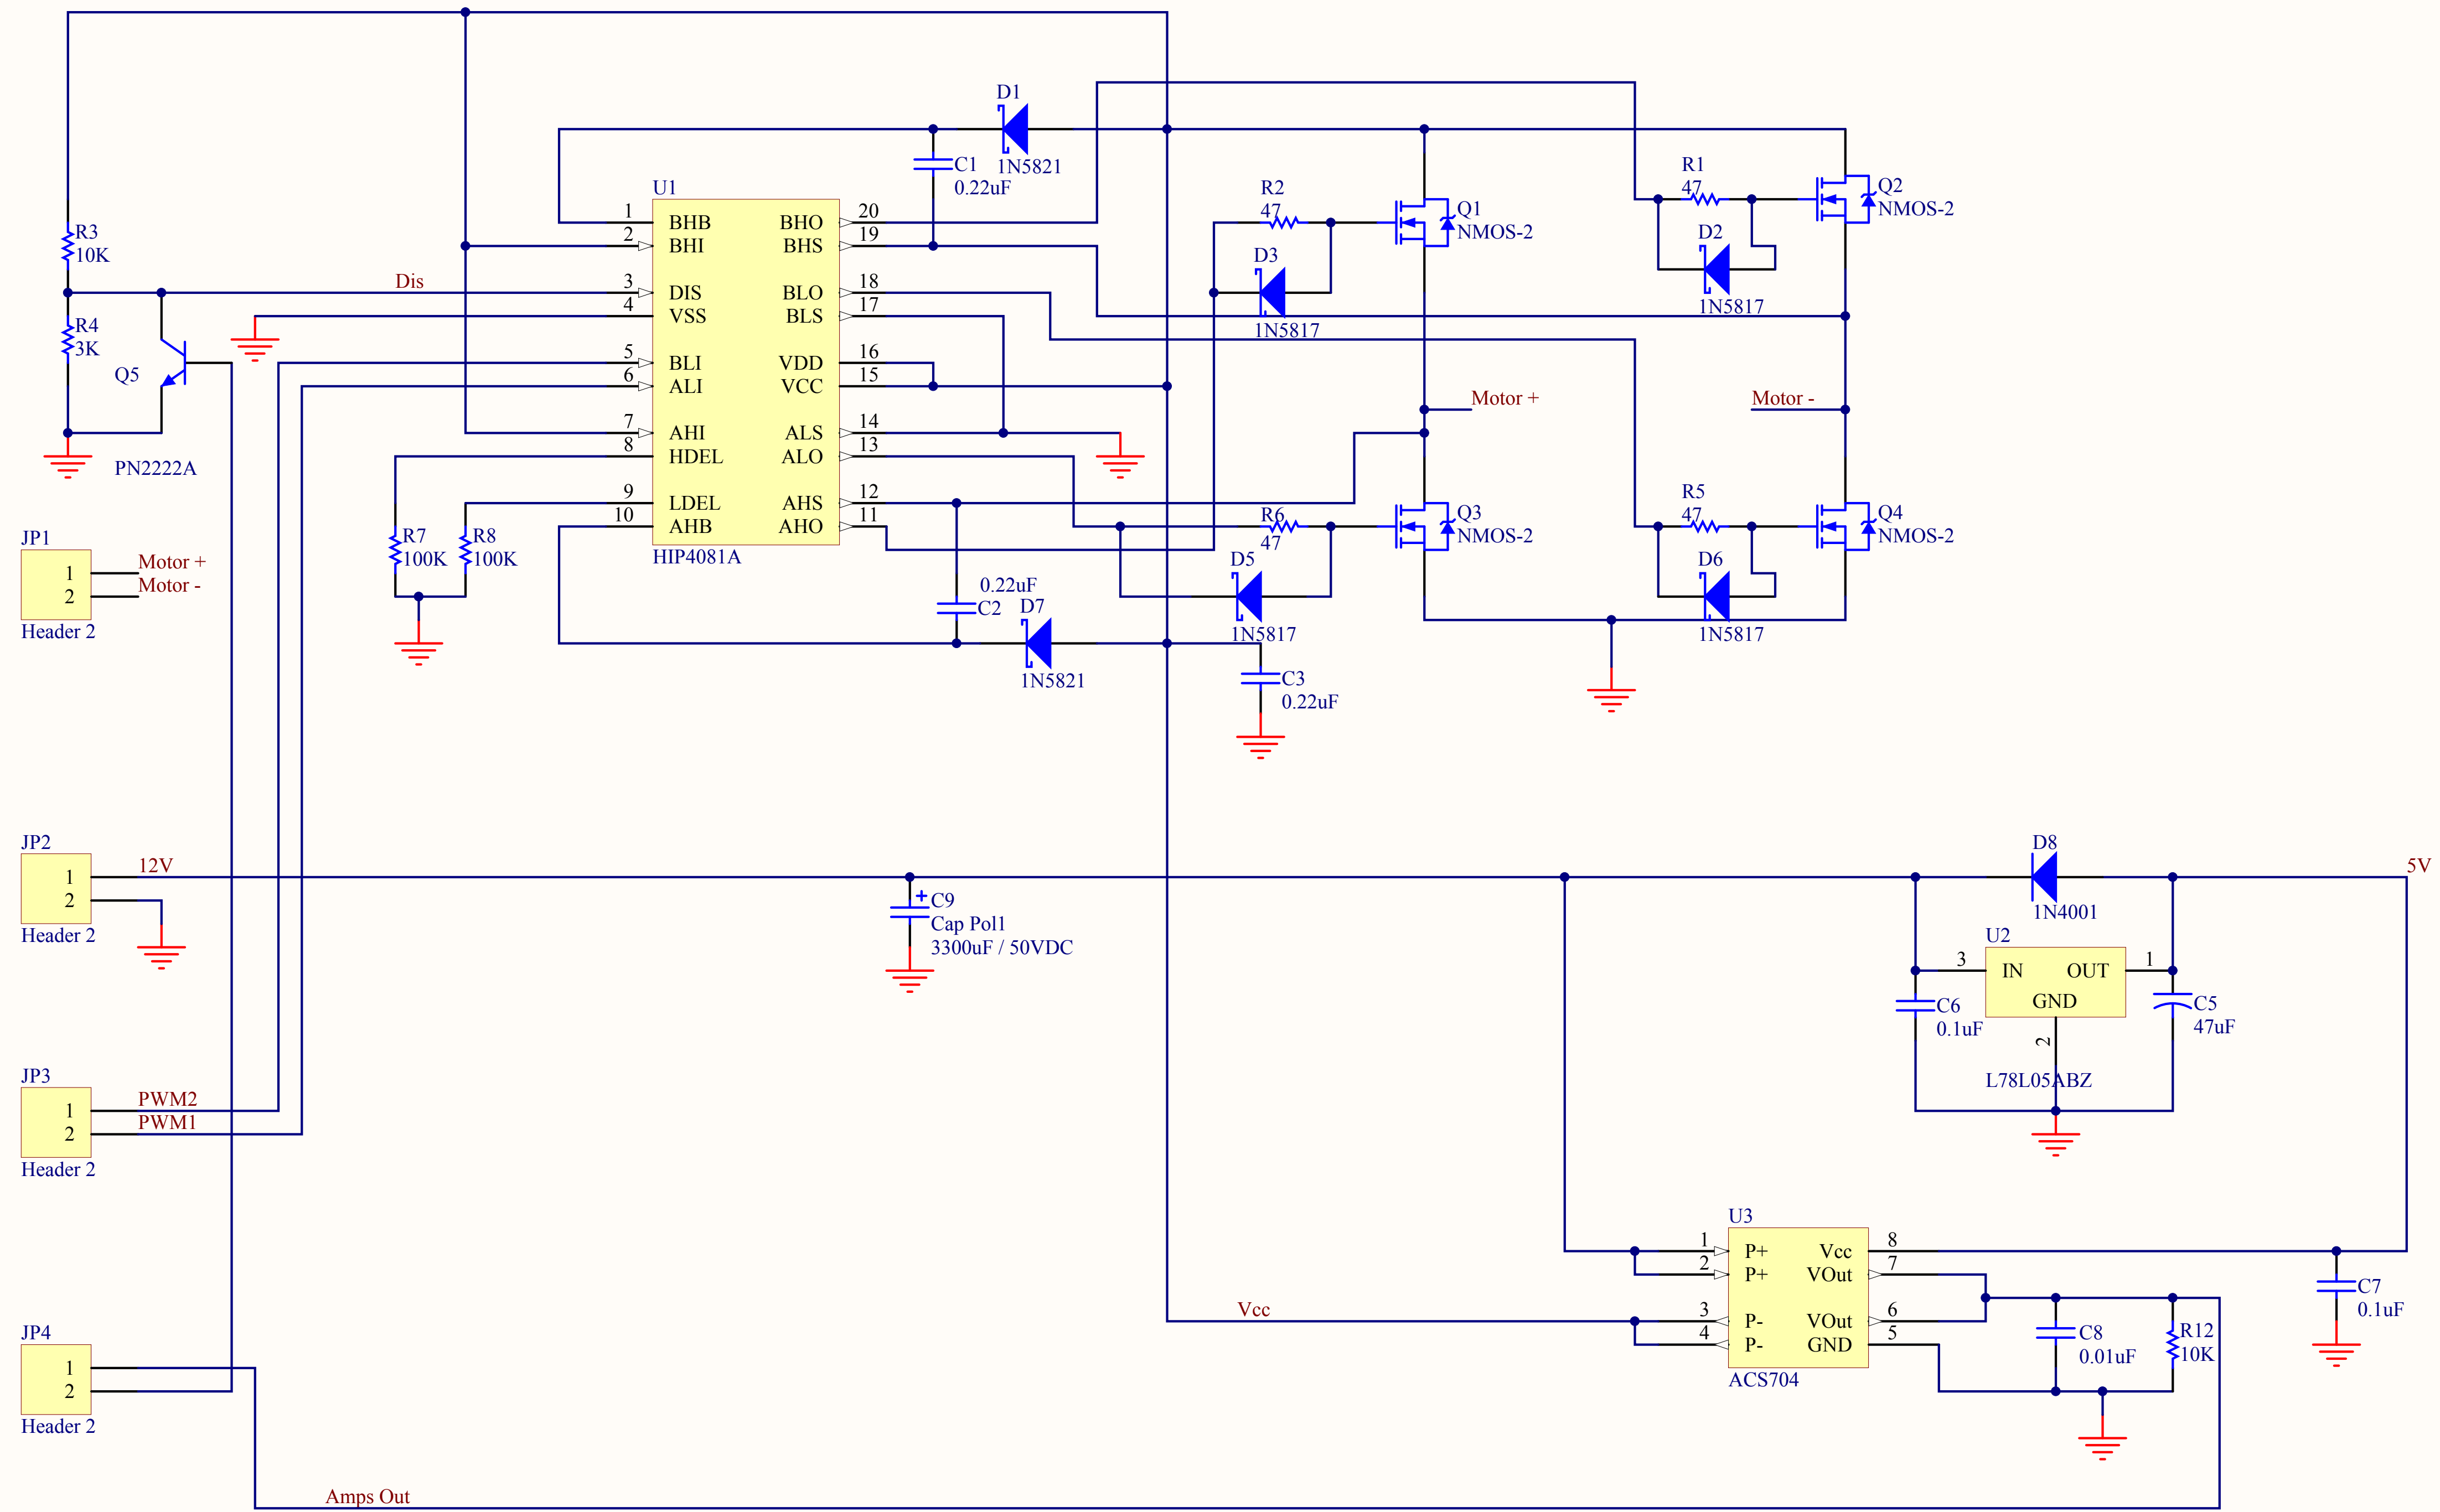 D1
1N5821
C1
0.22uF
U1
1 BHB BHO 20
2 BHI BHS 19
3 DIS BLO 18
4 VSS BLS 17
5 BLI VDD 16
6 ALI VCC 15
7 AHI ALS 14
8 HDEL ALO 13
9 LDEL AHS 12
10 AHB AHO 11
HIP4081A
R2
47
D3
1N5817
Q1
NMOS-2
R1
47
D2
1N5817
Q2
NMOS-2
R3
10K
Dis
R4
3K
Q5
PN2222A
Motor +
Motor -
R7
100K
R8
100K
0.22uF
C2
D7
1N5821
R6
47
D5
1N5817
Q3
NMOS-2
R5
47
D6
1N5817
Q4
NMOS-2
C3
0.22uF
JP1
1 Motor +
2 Motor -
Header 2
JP2
1 12V
2
Header 2
C9
+
Cap Pol1
3300uF / 50VDC
D8
1N4001
5V
U2
3 IN OUT 1
GND
2
L78L05ABZ
C6
0.1uF
C5
47uF
JP3
1 PWM2
2 PWM1
Header 2
U3
1 P+ Vcc 8
2 P+ VOut 7
3 P- VOut 6
4 P- GND 5
ACS704
Vcc
C7
0.1uF
C8
0.01uF
R12
10K
JP4
1
2
Header 2
Amps Out